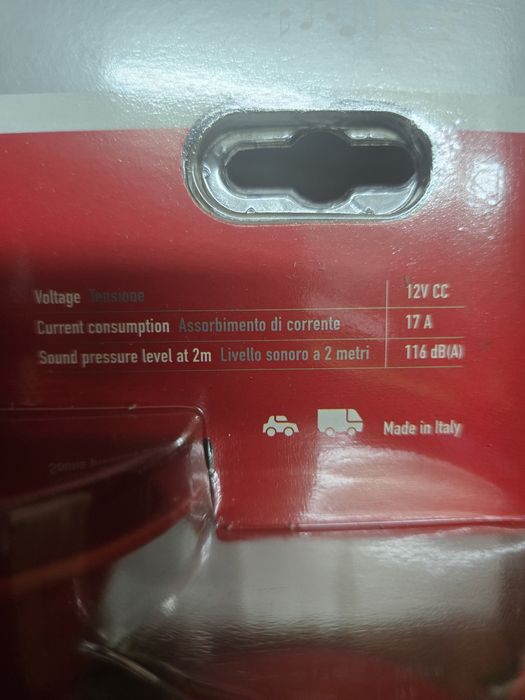 Voltage Tensione 12V CC
Current consumption Assorbimento di corrente 17 A
Sound pressure level at 2m Livello sonoro a 2 metri 116 dB(A)
Made in Italy